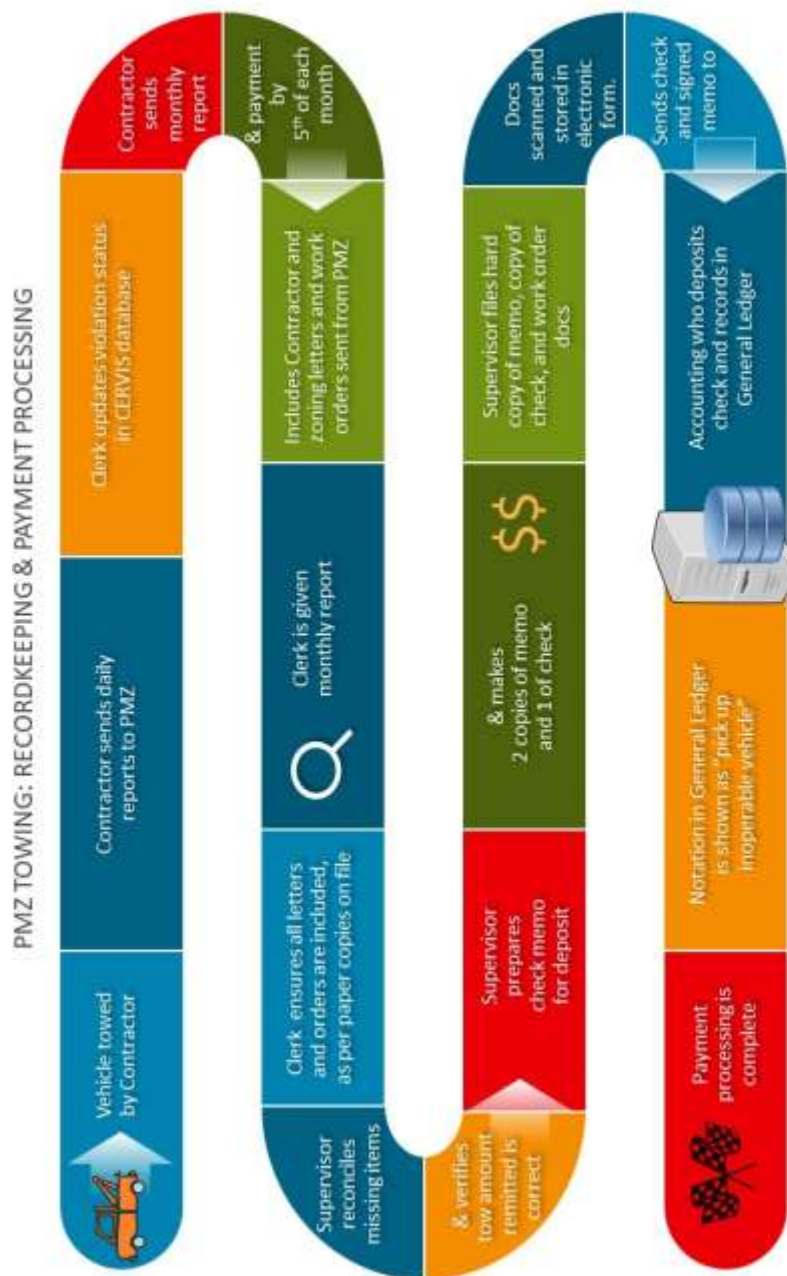 PMZ TOWING: RECORDKEEPING & PAYMENT PROCESSING
Vehicle towed
by Contractor
Contractor sends daily
reports to PMZ
Clerk updates violation status
in CERVIS database
Contractor
sends
monthly
report
& payment
by
5th of each
month
Includes Contractor and
zoning letters and work
orders sent from PMZ
Clerk is given
monthly report
Clerk ensures all letters
and orders are included,
as per paper copies on file
Supervisor
reconciles
missing items
& verifies
tow amount
remitted is
correct
Supervisor
prepares
check memo
for deposit
& makes
2 copies of memo
and 1 of check
$$
Supervisor files hard
copy of memo, copy of
check, and work order
docs
Docs
scanned and
stored in
electronic
form.
Sends check
and signed
memo to
Accounting who deposits
check and records in
General Ledger
Notation in General Ledger
is shown as "pick up
inoperable vehicle"
Payment
processing is
complete